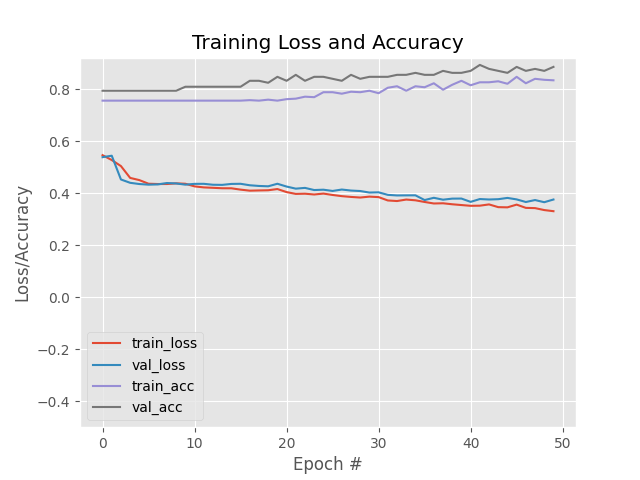 Training Loss and Accuracy
Loss/Accuracy
0.8
0.6
0.4
0.2
0.0
−0.2
−0.4
train_loss
val_loss
train_acc
val_acc
0 10 20 30 40 50
Epoch #